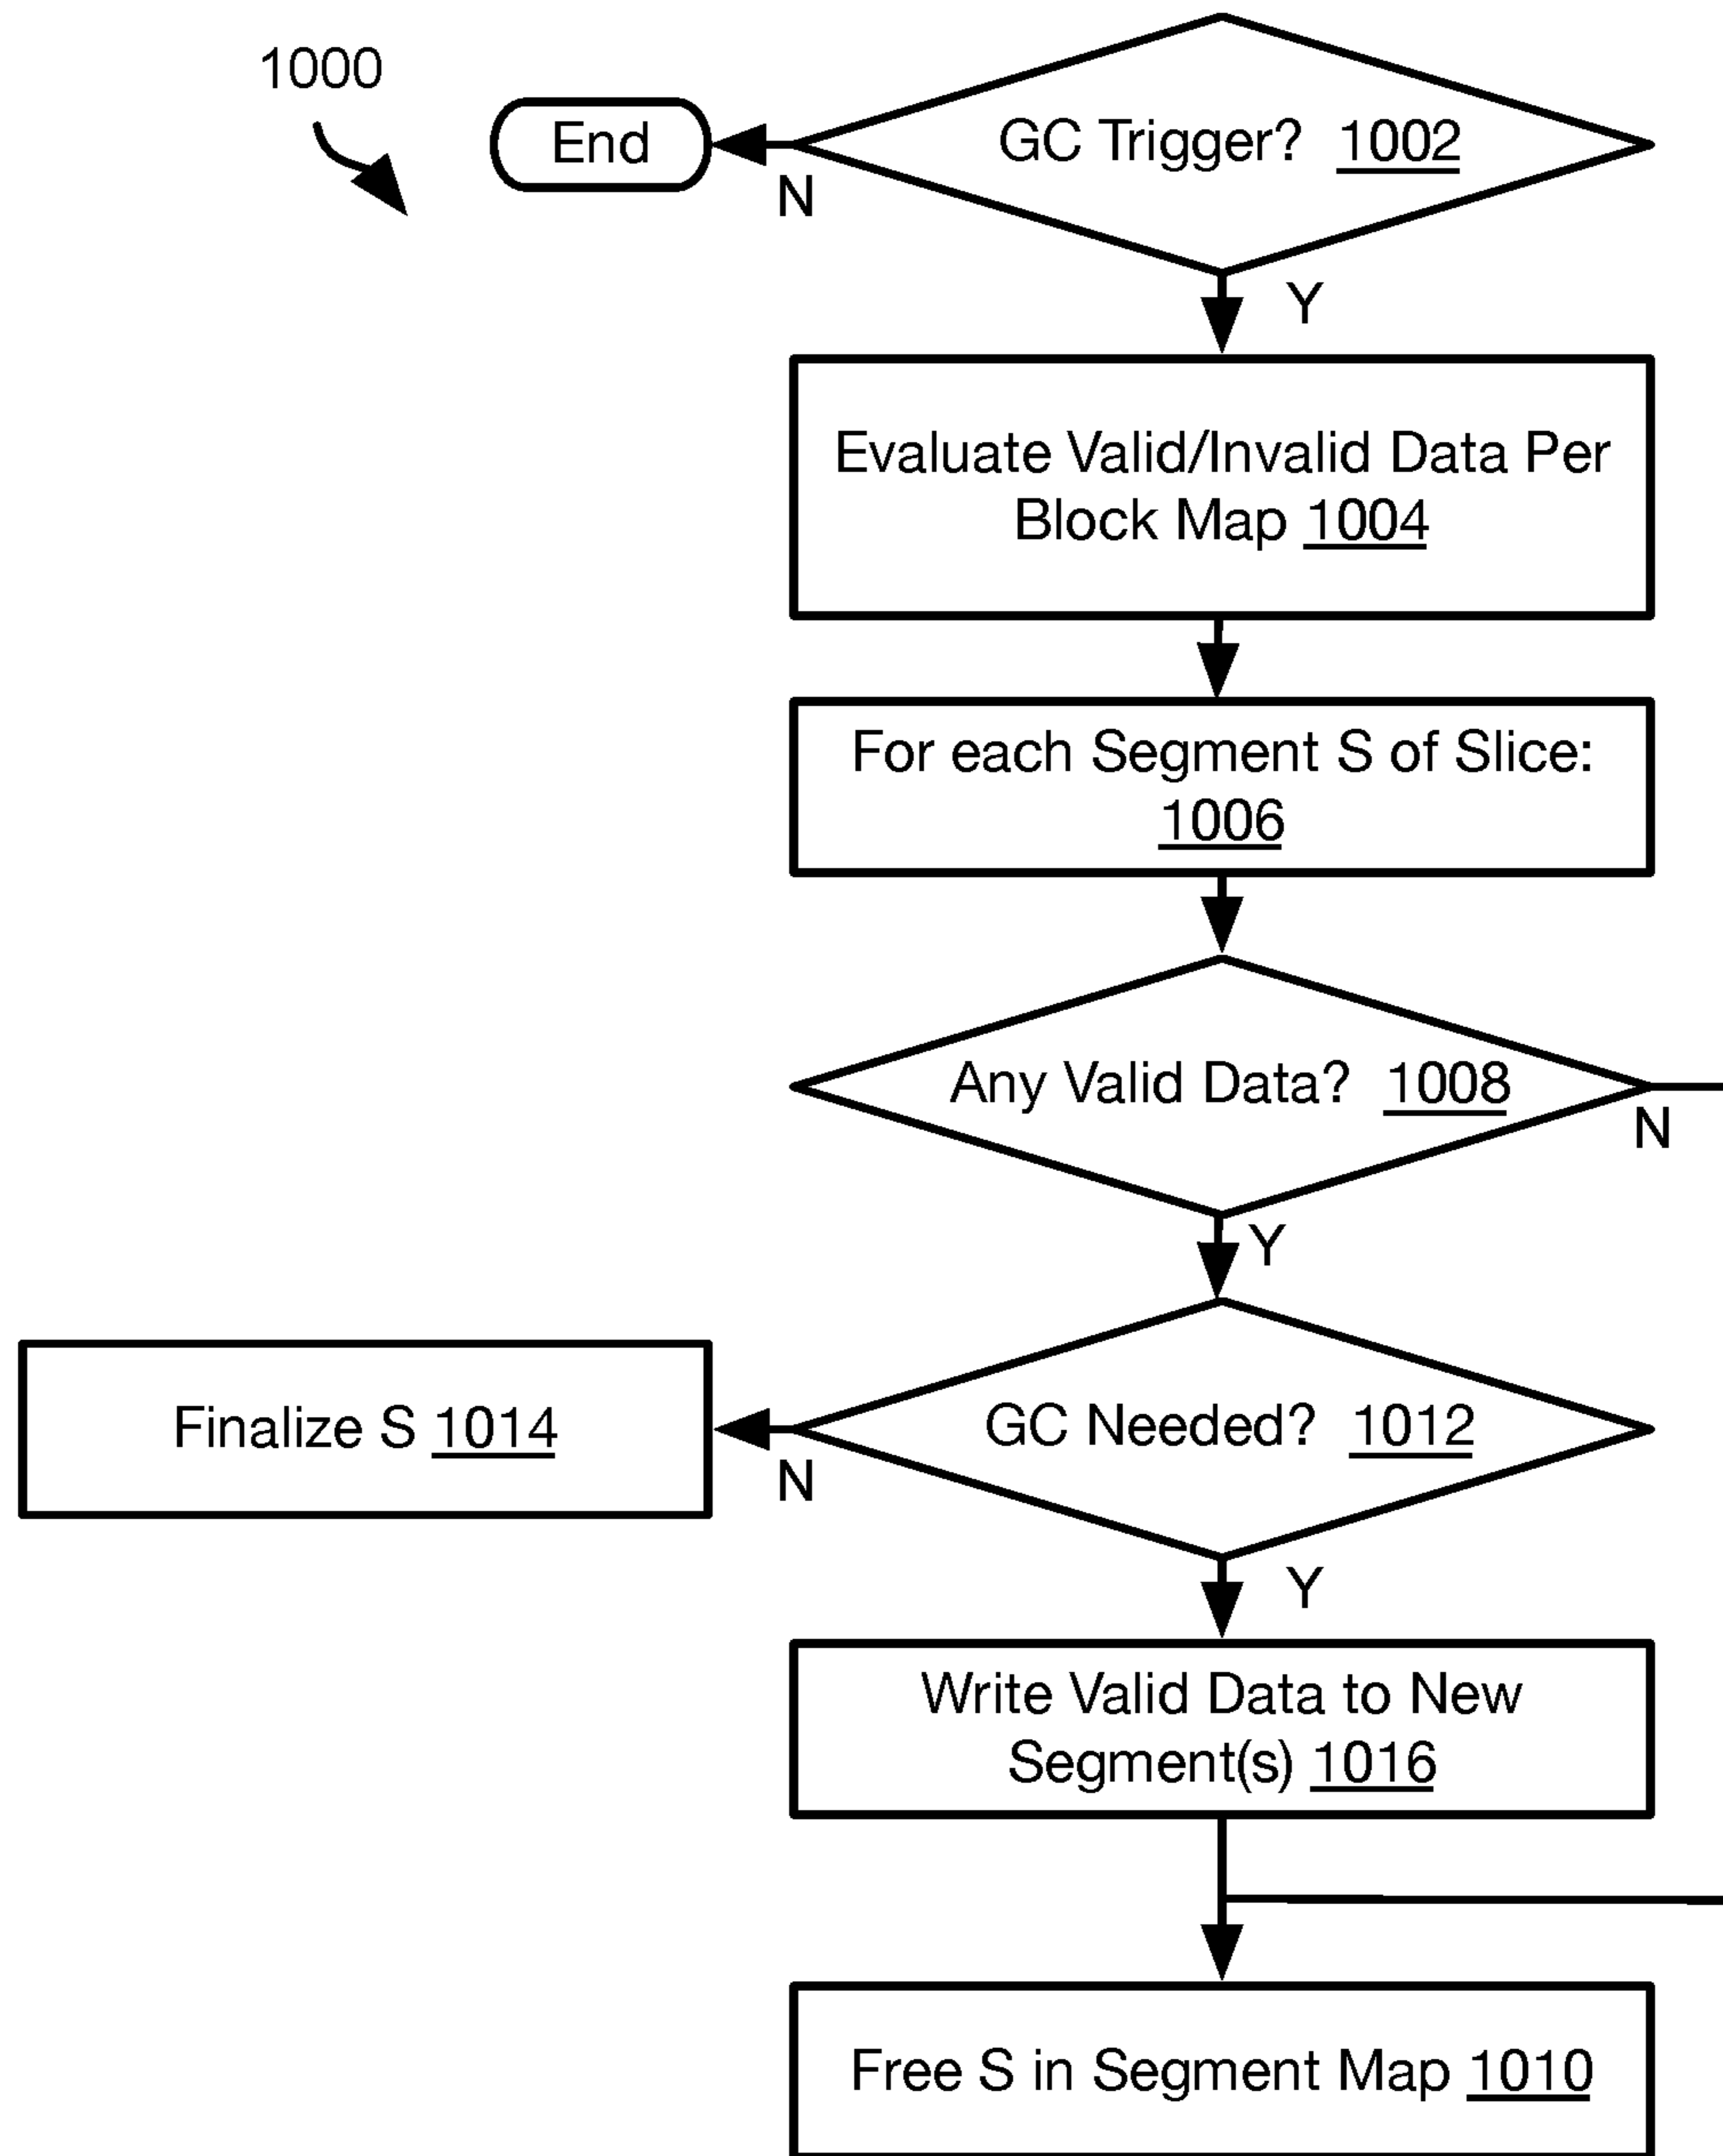 1000
End
GC Trigger? 1002
N
Y
Evaluate Valid/Invalid Data Per
Block Map 1004
For each Segment S of Slice:
1006
Any Valid Data? 1008
N
Y
Finalize S 1014
GC Needed? 1012
N
Y
Write Valid Data to New
Segment(s) 1016
Free S in Segment Map 1010